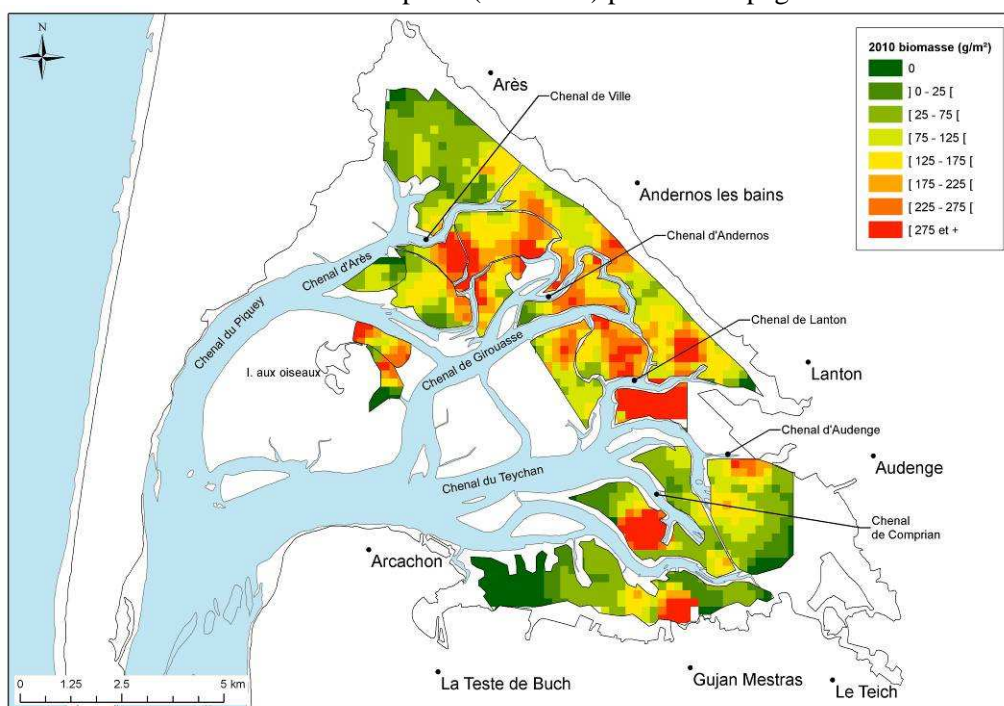 N
2010 biomasse (g/m²)
0
] 0 - 25 [
[ 25 - 75 [
[ 75 - 125 [
[ 125 - 175 [
[ 175 - 225 [
[ 225 - 275 [
[ 275 et +
Arès
Chenal de Ville
Andernos les bains
Chenal d'Andernos
Chenal d'Arès
Chenal du Piquey
Chenal de Lanton
I. aux oiseaux
Chenal de Girouasse
Lanton
Chenal d'Audenge
Audenge
Chenal du Teychan
Chenal
de Comprian
Arcachon
La Teste de Buch
Gujan Mestras
Le Teich
0 1.25 2.5 5 km